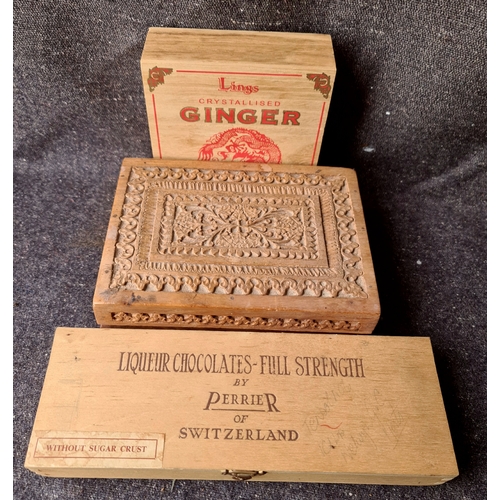 Lings
CRYSTALLISED
GINGER
LIQUEUR CHOCOLATES-FULL STRENGTH
BY
PERRIER
OF
SWITZERLAND
WITHOUT SUGAR CRUST